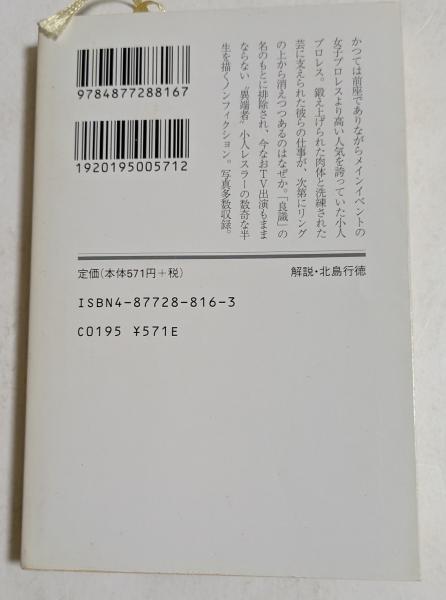 9784877288167
1920195005712
かつては前座でありながらメインイベントの
女子プロレスより高い人気を誇っていた小人
プロレス。鍛え上げられた肉体と洗練された
芸に支えられた彼らの仕事が、次第にリング
の上から消えつつあるのはなぜか。「良識」の
名のもとに排除され、今なおTV出演もまま
ならない〝異端者〟小人レスラーの数奇な半
生を描くノンフィクション。写真多数収録。
定価(本体571円+税)
解説・北島行徳
ISBN4-87728-816-3
C0195 ¥571E